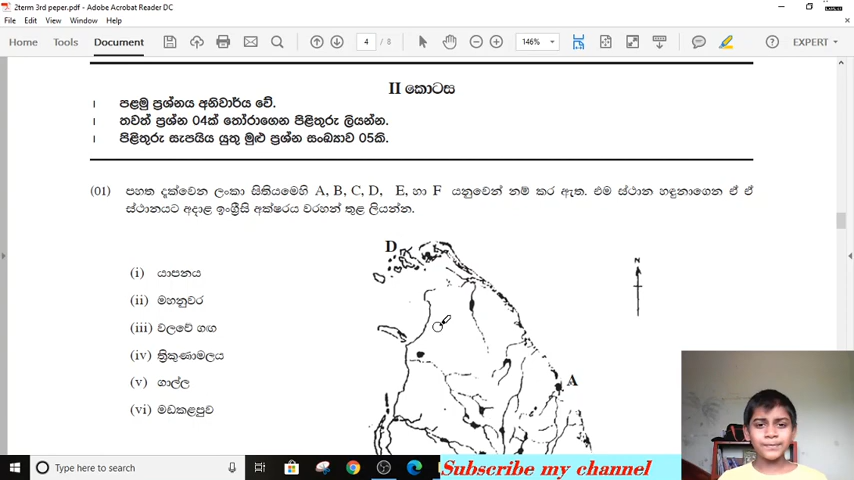 2term 3rd peper.pdf - Adobe Acrobat Reader DC
File Edit View Window Help
Home Tools Document 4 / 8 146% EXPERT
II කොටස
පළමු ප්‍රශ්නය අනිවාර්ය වේ.
තවත් ප්‍රශ්න 04ක් තෝරාගෙන පිළිතුරු ලියන්න.
පිළිතුරු සැපයිය යුතු මුළු ප්‍රශ්න සංඛ්‍යාව 05කි.
(01) පහත දැක්වෙන ලංකා සිතියමෙහි A, B, C, D, E, හා F යනුවෙන් නම් කර ඇත. එම ස්ථාන හඳුනාගෙන ඒ ඒ
ස්ථානයට අදාළ ඉංග්‍රීසි අක්ෂරය වරහන් තුළ ලියන්න.
D
N
(i) යාපනය
(ii) මහනුවර
(iii) වලවේ ගඟ
(iv) ත්‍රිකුණාමලය
A
(v) ගාල්ල
(vi) මඩකළපුව
Type here to search
Subscribe my channel